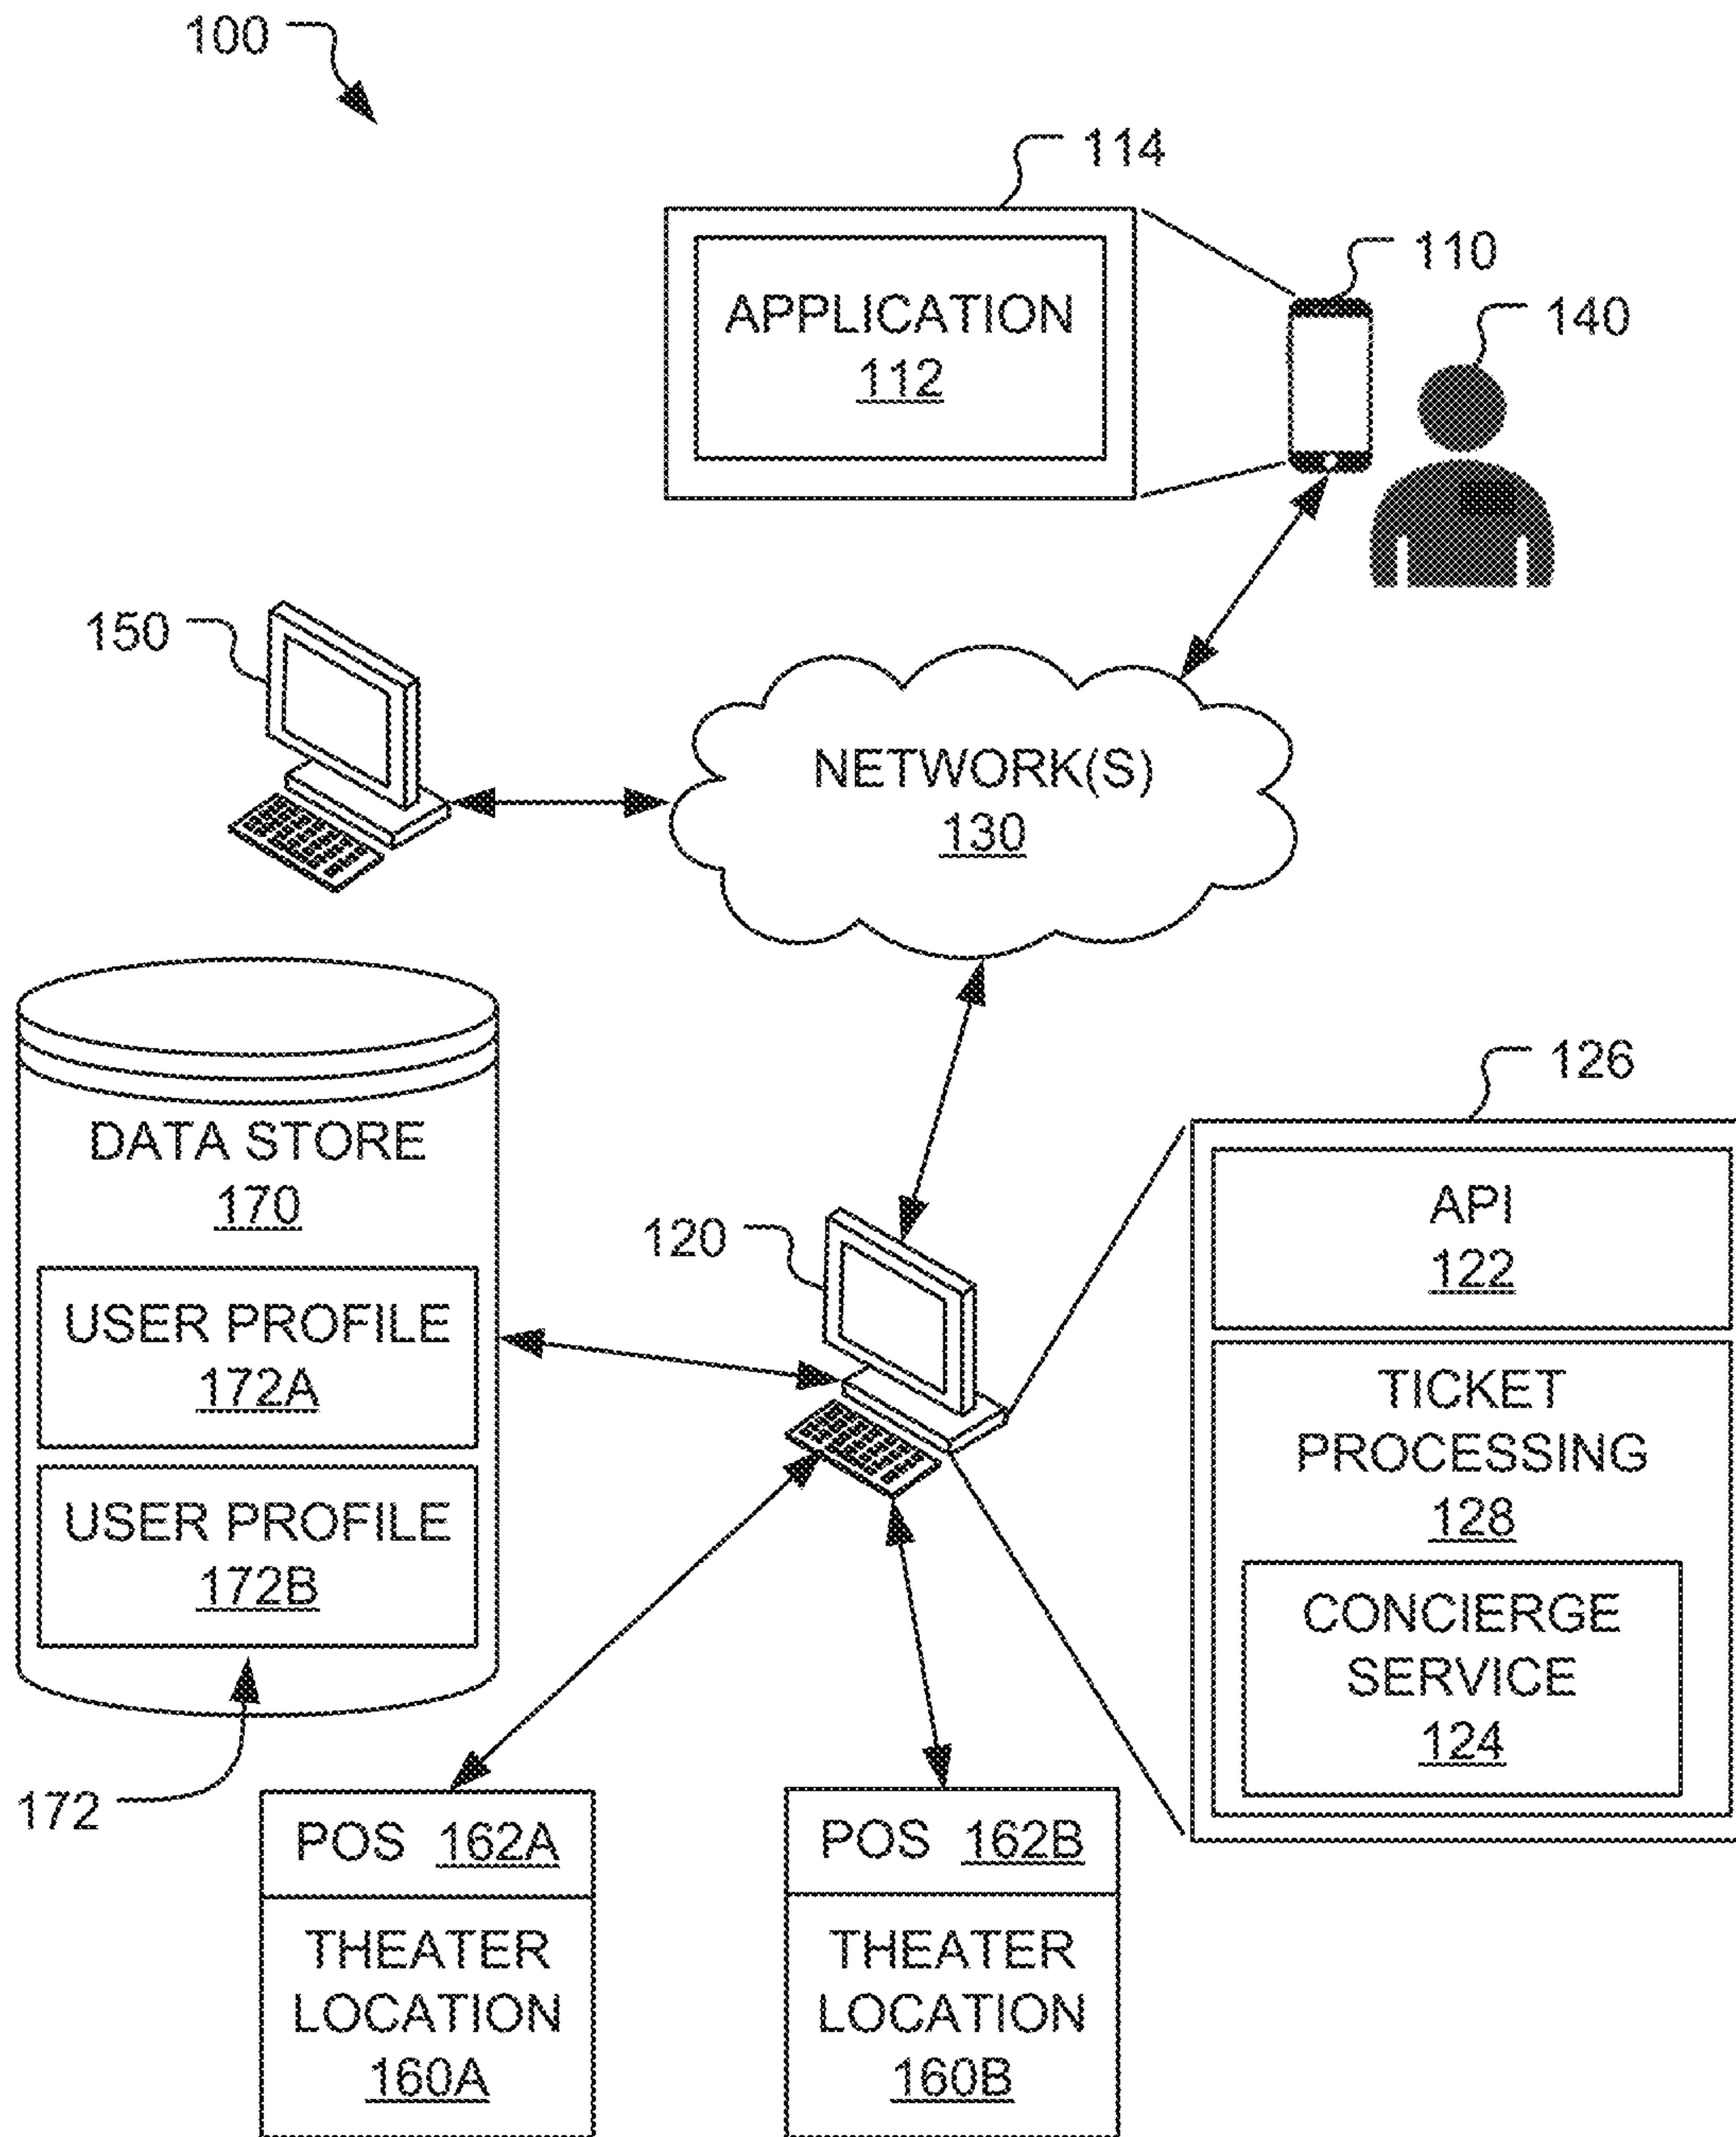 100
114
APPLICATION
112
110
140
150
NETWORK(S)
130
DATA STORE
170
USER PROFILE
172A
USER PROFILE
172B
172
120
126
API
122
TICKET
PROCESSING
128
CONCIERGE
SERVICE
124
POS 162A
THEATER
LOCATION
160A
POS 162B
THEATER
LOCATION
160B